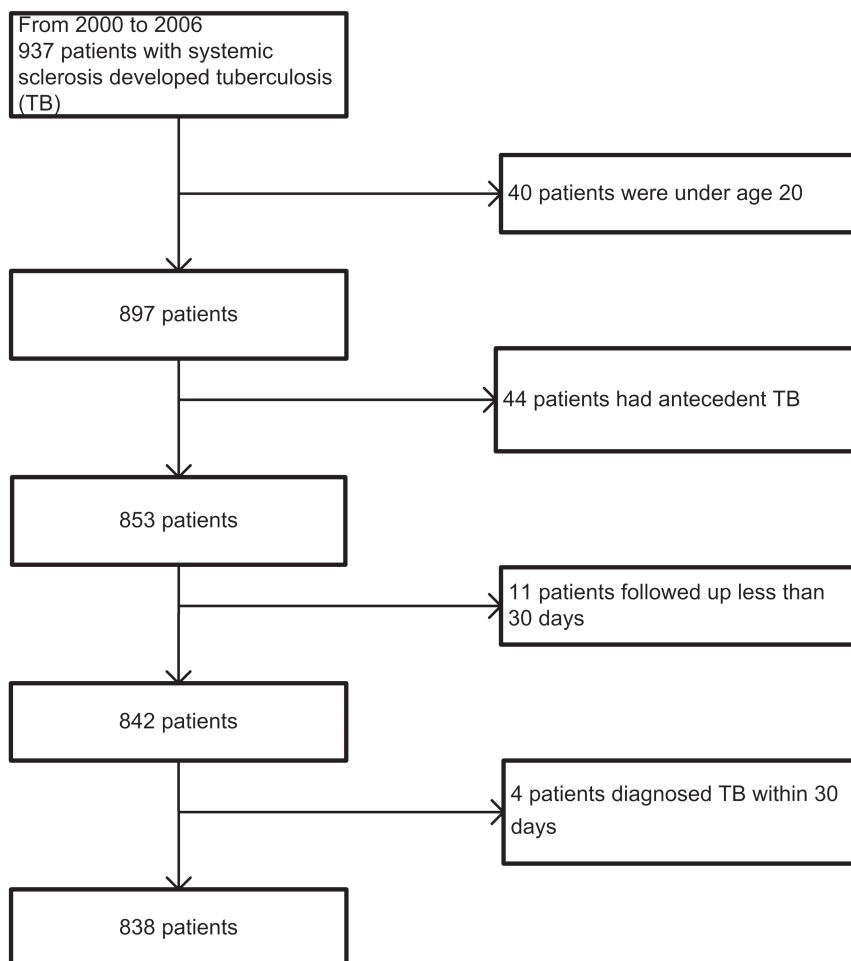 From 2000 to 2006
937 patients with systemic
sclerosis developed tuberculosis
(TB)
40 patients were under age 20
897 patients
44 patients had antecedent TB
853 patients
11 patients followed up less than
30 days
842 patients
4 patients diagnosed TB within 30
days
838 patients